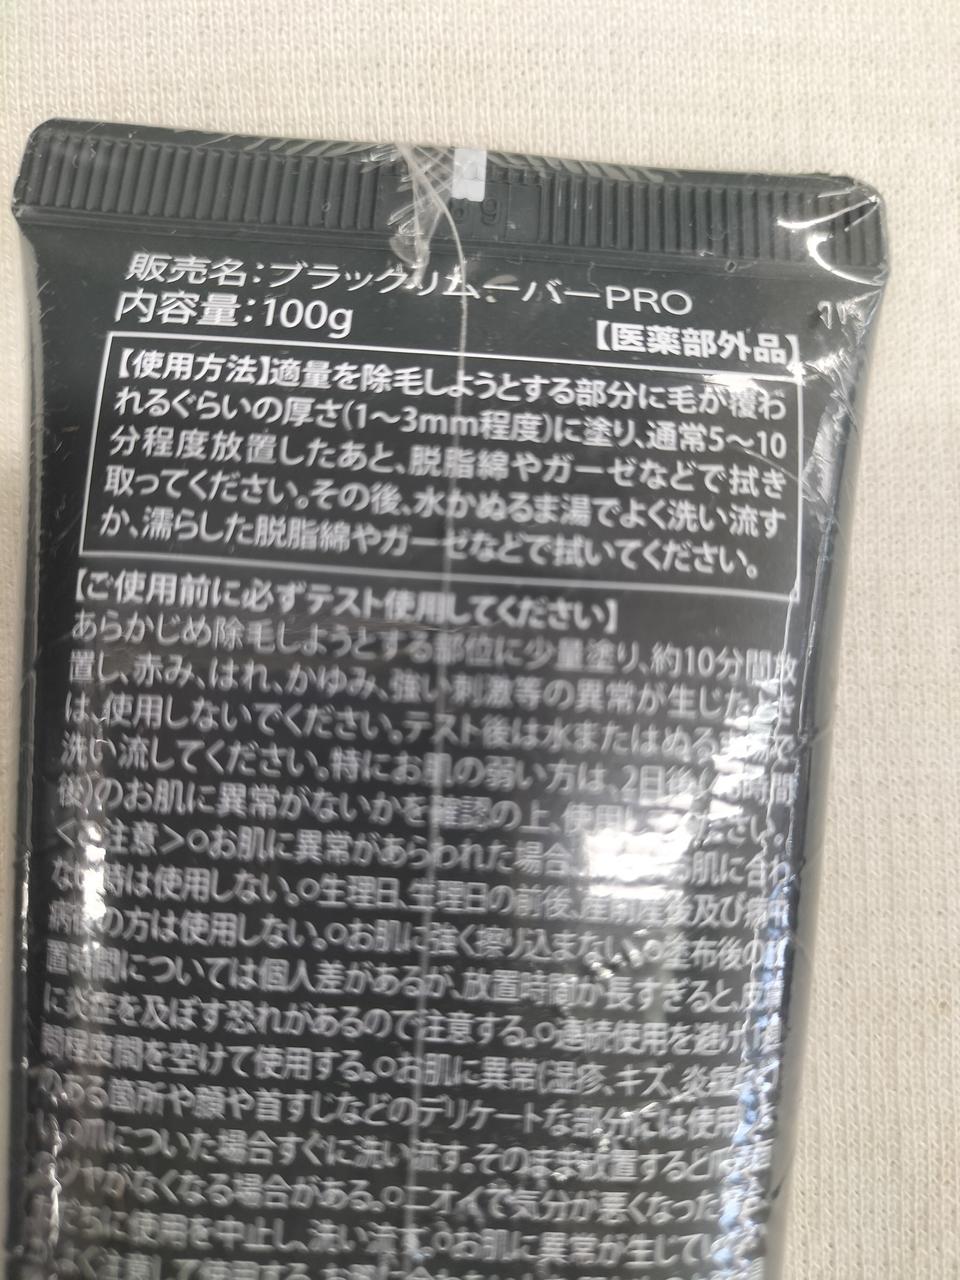 販売名：ブラックリムーバーPRO
内容量：100g
【医薬部外品】
【使用方法】適量を除毛しようとする部分に毛が覆わ
れるぐらいの厚さ(1〜3mm程度)に塗り、通常5〜10
分程度放置したあと、脱脂綿やガーゼなどで拭き
取ってください。その後、水かぬるま湯でよく洗い流す
か、濡らした脱脂綿やガーゼなどで拭いてください。
【ご使用前に必ずテスト使用してください】
あらかじめ除毛しようとする部位に少量塗り、約10分間放
置し、赤み、はれ、かゆみ、強い刺激等の異常が生じた
は、使用しないでください。テスト後は水またはぬる
洗い流してください。特にお肌の弱い方は、2日後
後)のお肌に異常がないかを確認の上、使用
注意＞○お肌に異常があらわれた場合、お肌に合わ
時は使用しない。○生理日、生理日の前後、産前産後及び
の方は使用しない。○お肌に強く擦り込まない。○塗布後の
置時間については個人差があるが、放置時間が長すぎると、皮膚
に炎症を及ぼす恐れがあるので注意する。○連続使用を避け
間程度間を空けて使用する。○お肌に異常(湿疹、キズ、炎症
のある箇所や顔や首すじなどのデリケートな部分には使用
についた場合すぐに洗い流す。そのまま放置すると
ツヤがなくなる場合がある。○ニオイで気分が悪くなった
に使用を中止し、洗い流す。○お肌に異常が生じてい